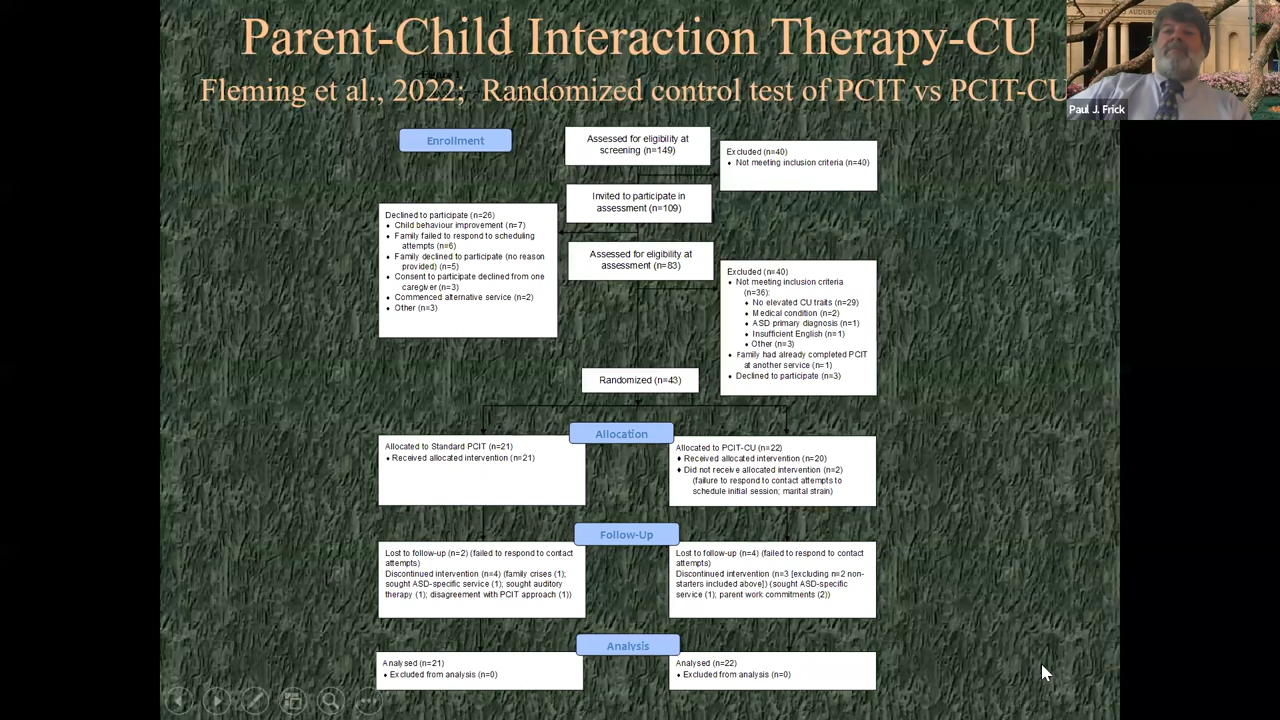 Parent-Child Interaction Therapy-CU
Fleming et al., 2022; Randomized control test of PCIT vs PCIT-CU
Paul J. Frick
Enrollment
Assessed for eligibility at
screening (n=149)
Excluded (n=40)
• Not meeting inclusion criteria (n=40)
Invited to participate in
assessment (n=109)
Declined to participate (n=26)
• Child behaviour improvement (n=7)
• Family failed to respond to scheduling
attempts (n=6)
• Family declined to participate (no reason
provided) (n=5)
• Consent to participate declined from one
caregiver (n=3)
• Commenced alternative service (n=2)
• Other (n=3)
Assessed for eligibility at
assessment (n=83)
Excluded (n=40)
• Not meeting inclusion criteria
(n=36):
• No elevated CU traits (n=29)
• Medical condition (n=2)
• ASD primary diagnosis (n=1)
• Insufficient English (n=1)
• Other (n=3)
• Family had already completed PCIT
at another service (n=1)
• Declined to participate (n=3)
Randomized (n=43)
Allocation
Allocated to Standard PCIT (n=21)
• Received allocated intervention (n=21)
Allocated to PCIT-CU (n=22)
♦ Received allocated intervention (n=20)
♦ Did not receive allocated intervention (n=2)
(failure to respond to contact attempts to
schedule initial session; marital strain)
Follow-Up
Lost to follow-up (n=2) (failed to respond to contact
attempts)
Discontinued intervention (n=4) (family crises (1);
sought ASD-specific service (1); sought auditory
therapy (1); disagreement with PCIT approach (1))
Lost to follow-up (n=4) (failed to respond to contact
attempts)
Discontinued intervention (n=3 [excluding n=2 non-
starters included above]) (sought ASD-specific
service (1); parent work commitments (2))
Analysis
Analysed (n=21)
• Excluded from analysis (n=0)
Analysed (n=22)
• Excluded from analysis (n=0)